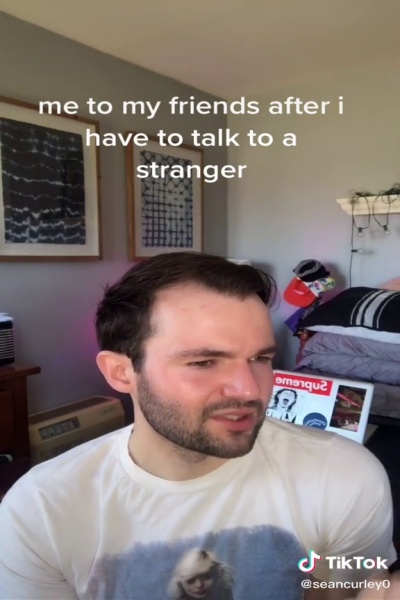 me to my friends after i
have to talk to a
stranger
Supreme
TikTok
@seancurley0